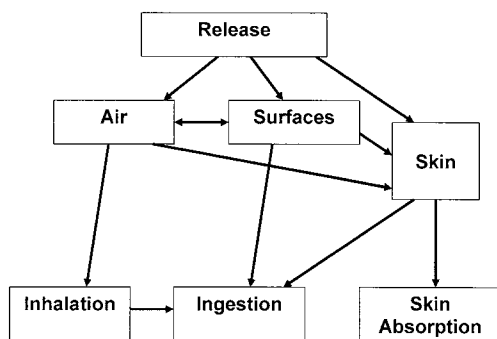 Release
Air
Surfaces
Skin
Inhalation
Ingestion
Skin
Absorption